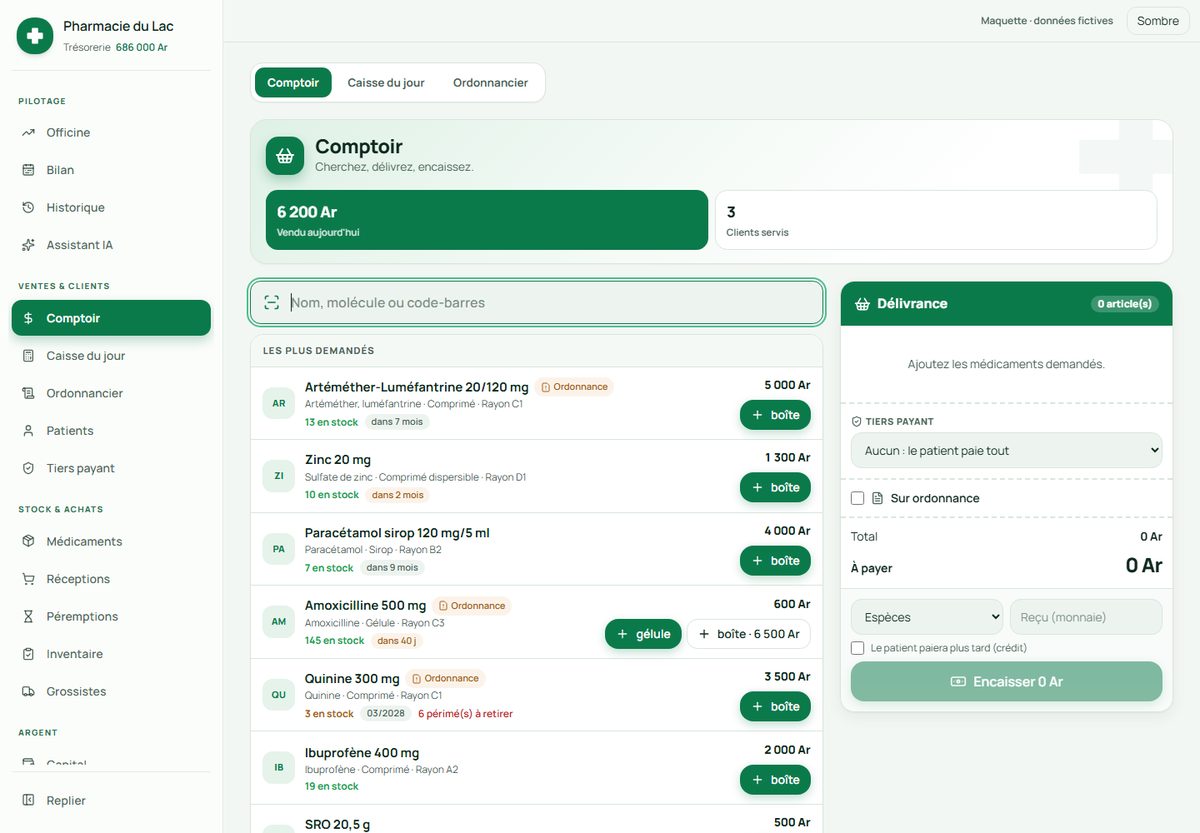 Pharmacie du Lac
Trésorerie 686 000 Ar
PILOTAGE
Officine
Bilan
Historique
Assistant IA
VENTES & CLIENTS
Comptoir
Caisse du jour
Ordonnancier
Patients
Tiers payant
STOCK & ACHATS
Médicaments
Réceptions
Péremptions
Inventaire
Grossistes
ARGENT
Capital
Replier
Maquette · données fictives
Sombre
Comptoir
Caisse du jour
Ordonnancier
Comptoir
Cherchez, délivrez, encaissez.
6 200 Ar
Vendu aujourd'hui
3
Clients servis
Nom, molécule ou code-barres
LES PLUS DEMANDÉS
AR
Artéméther-Luméfantrine 20/120 mg Ordonnance
Artéméther, luméfantrine · Comprimé · Rayon C1
13 en stock dans 7 mois
5 000 Ar
+ boîte
ZI
Zinc 20 mg
Sulfate de zinc · Comprimé dispersible · Rayon D1
10 en stock dans 2 mois
1 300 Ar
+ boîte
PA
Paracétamol sirop 120 mg/5 ml
Paracétamol · Sirop · Rayon B2
7 en stock dans 9 mois
4 000 Ar
+ boîte
AM
Amoxicilline 500 mg Ordonnance
Amoxicilline · Gélule · Rayon C3
145 en stock dans 40 j
600 Ar
+ gélule
+ boîte · 6 500 Ar
QU
Quinine 300 mg Ordonnance
Quinine · Comprimé · Rayon C1
3 en stock 03/2028 6 périmé(s) à retirer
3 500 Ar
+ boîte
IB
Ibuprofène 400 mg
Ibuprofène · Comprimé · Rayon A2
19 en stock
2 000 Ar
+ boîte
SRO 20,5 g
500 Ar
Délivrance
0 article(s)
Ajoutez les médicaments demandés.
TIERS PAYANT
Aucun : le patient paie tout
Sur ordonnance
Total 0 Ar
À payer 0 Ar
Espèces
Reçu (monnaie)
Le patient paiera plus tard (crédit)
Encaisser 0 Ar